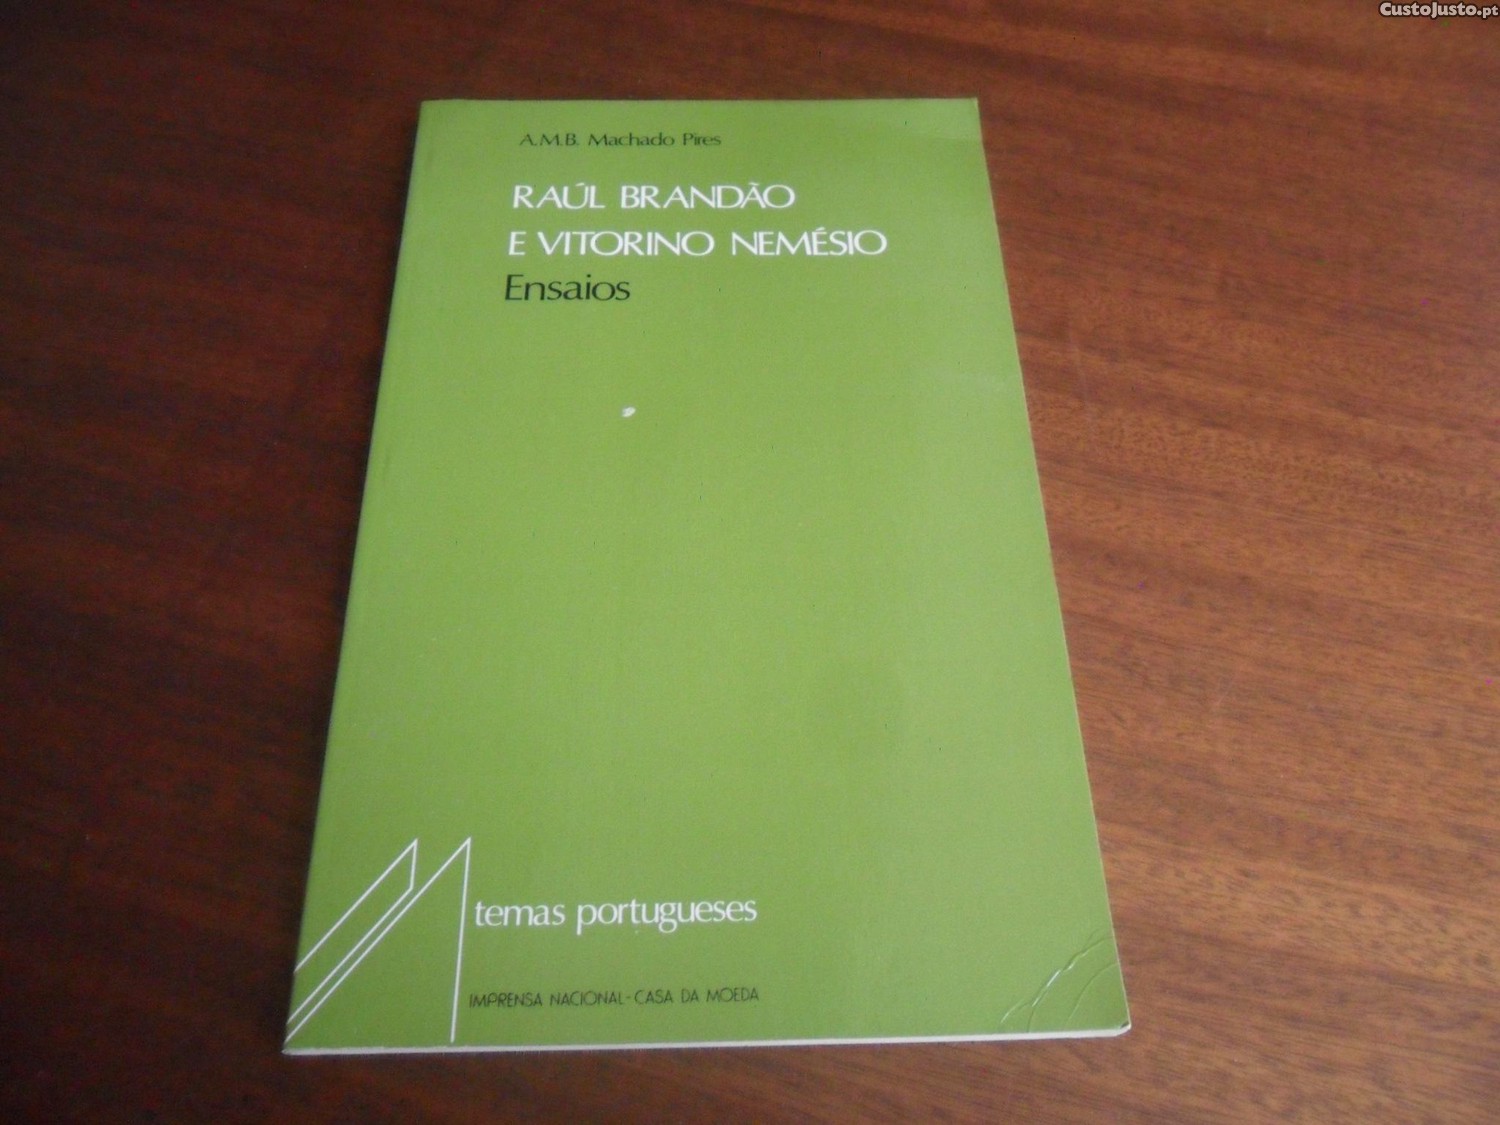 CustoJusto.pt
A.M.B. Machado Pires
RAÚL BRANDÃO
E VITORINO NEMÉSIO
Ensaios
temas portugueses
IMPRENSA NACIONAL-CASA DA MOEDA